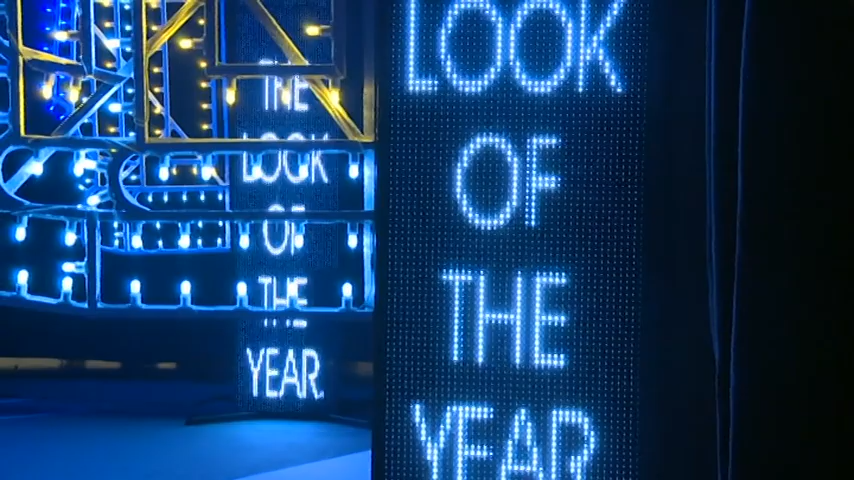 THE
LOOK
OF
THE
YEAR.
LOOK
OF
THE
YEAR